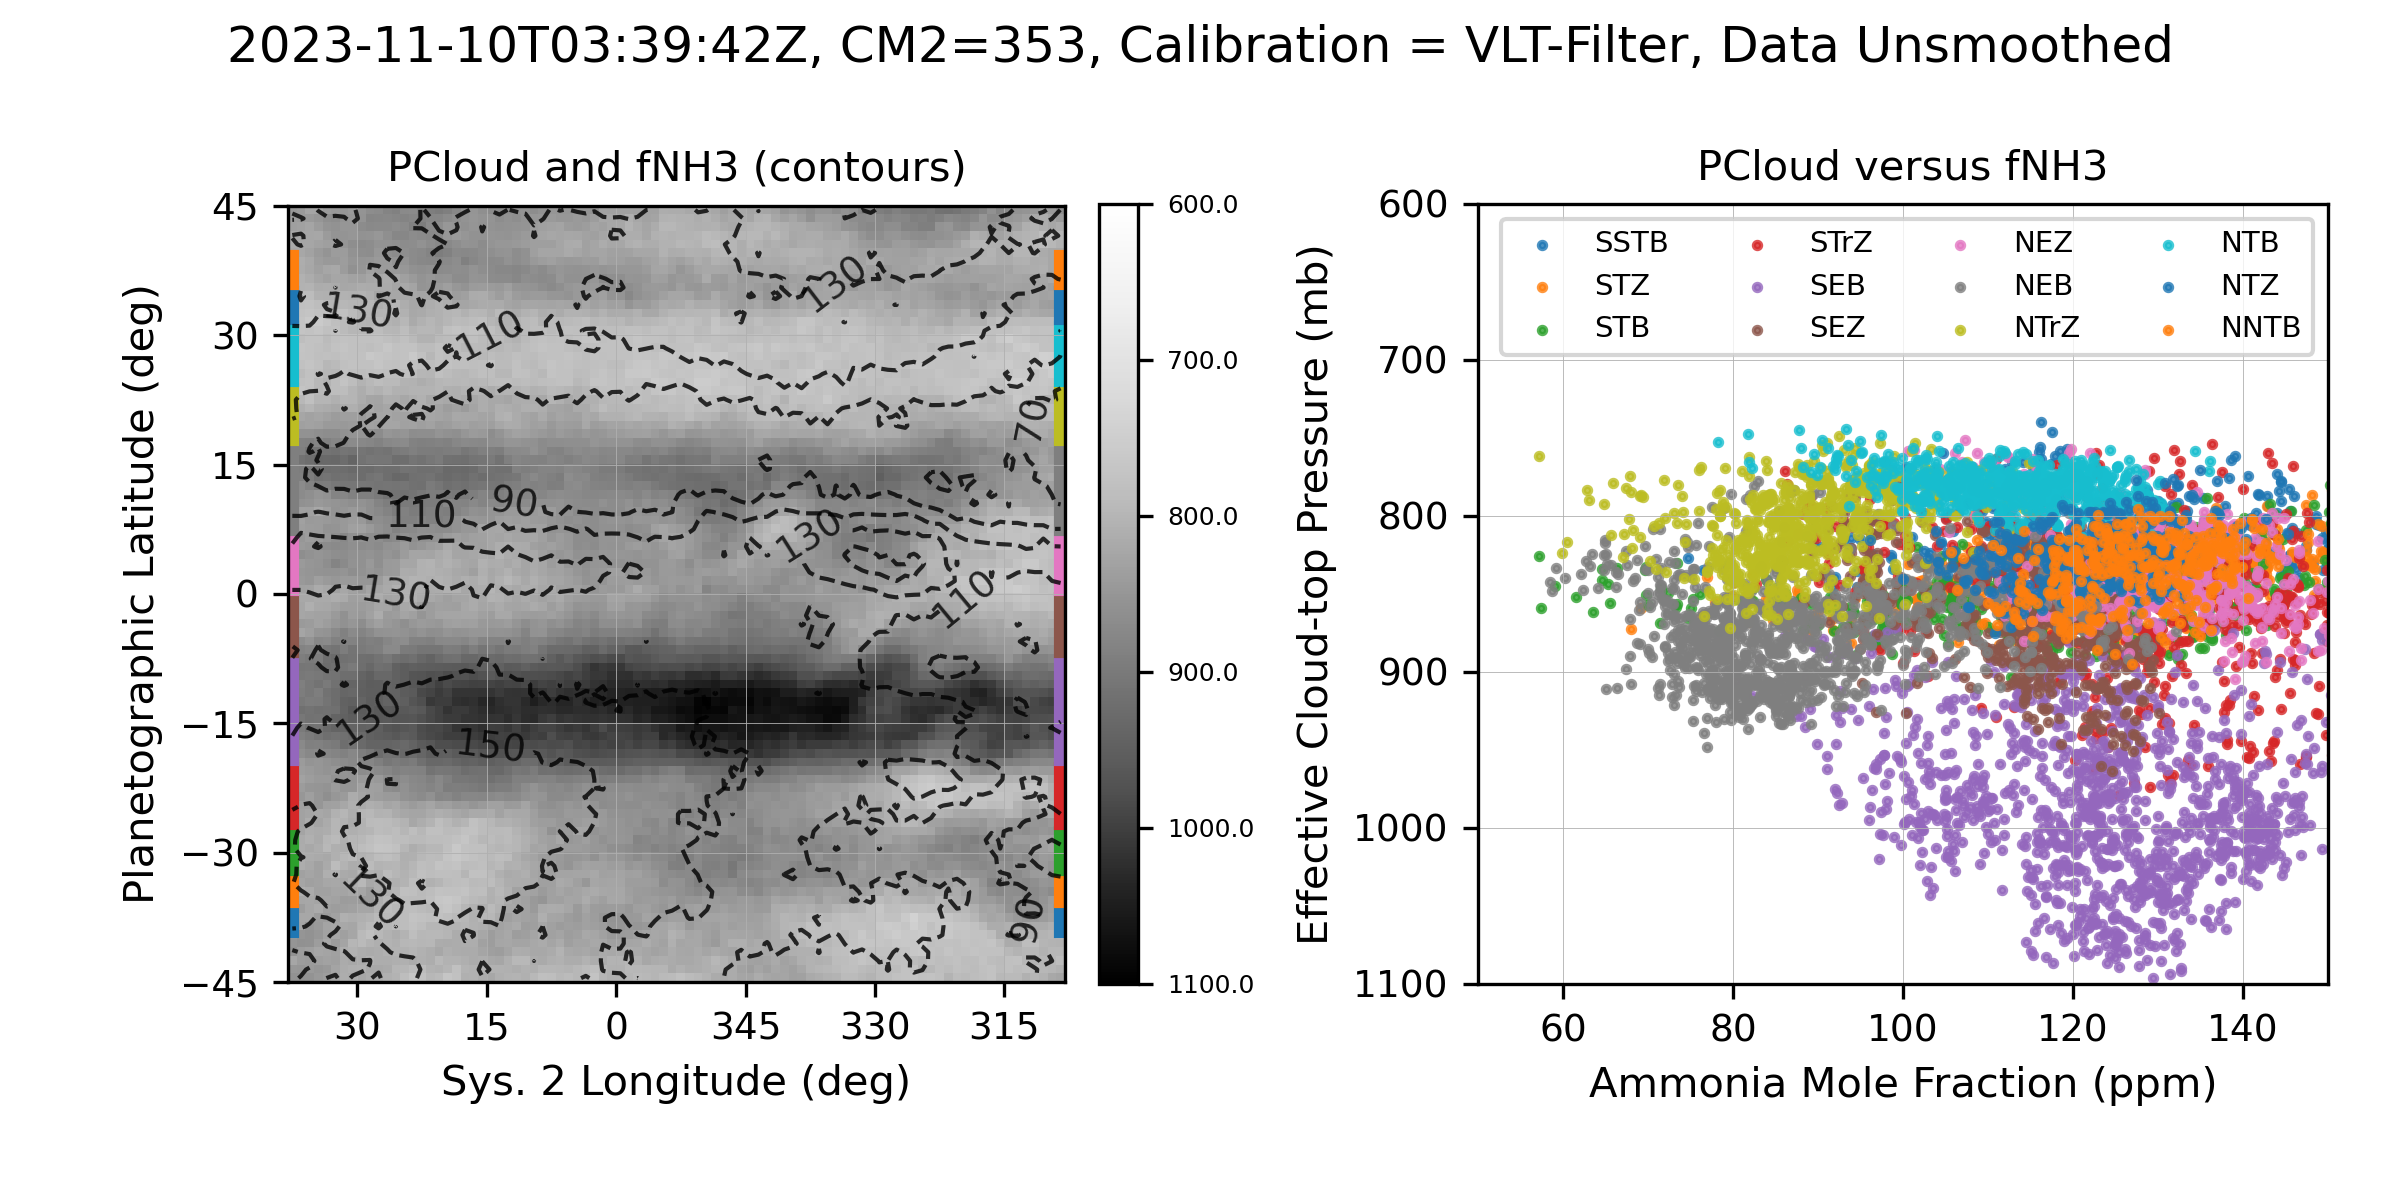 2023-11-10T03:39:42Z, CM2=353, Calibration = VLT-Filter, Data Unsmoothed
PCloud and fNH3 (contours)
Planetographic Latitude (deg)
45
30
15
0
−15
−30
−45
130
110
130
70
90
110
130
130
110
130
150
130
90
30
15
0
345
330
315
Sys. 2 Longitude (deg)
600.0
700.0
800.0
900.0
1000.0
1100.0
PCloud versus fNH3
Effective Cloud-top Pressure (mb)
600
700
800
900
1000
1100
SSTB
STZ
STB
STrZ
SEB
SEZ
NEZ
NEB
NTrZ
NTB
NTZ
NNTB
60
80
100
120
140
Ammonia Mole Fraction (ppm)